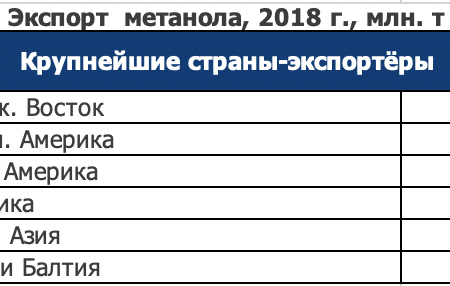 Экспорт метанола, 2018 г., млн. т
Крупнейшие страны-экспортёры
ж. Восток
. Америка
Америка
ика
Азия
и Балтия